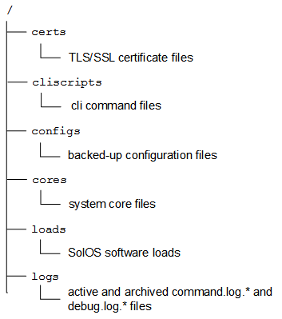 /
certs
TLS/SSL certificate files
cliscripts
cli command files
configs
backed-up configuration files
cores
system core files
loads
SolOS software loads
logs
active and archived command.log.* and
debug.log.* files